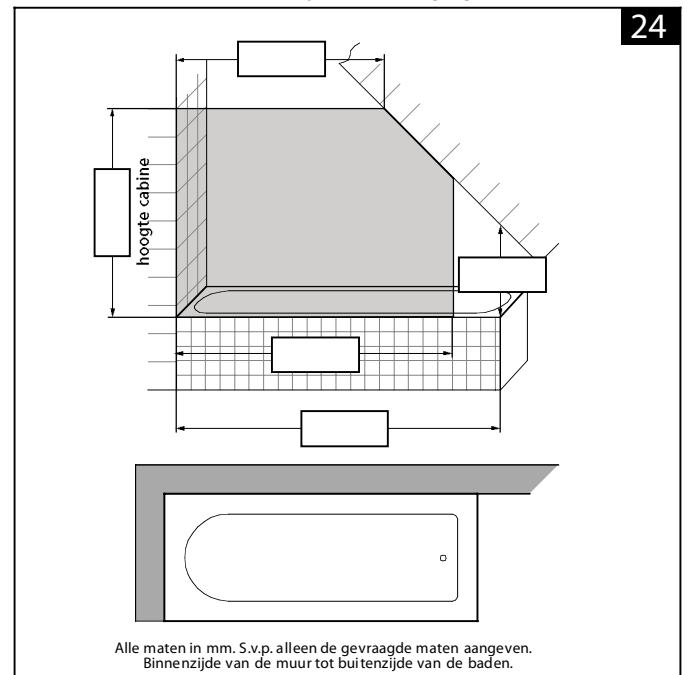 24
hoogte cabine
Alle maten in mm. S.v.p. alleen de gevraagde maten aangeven.
Binnenzijde van de muur tot buitenzijde van de baden.